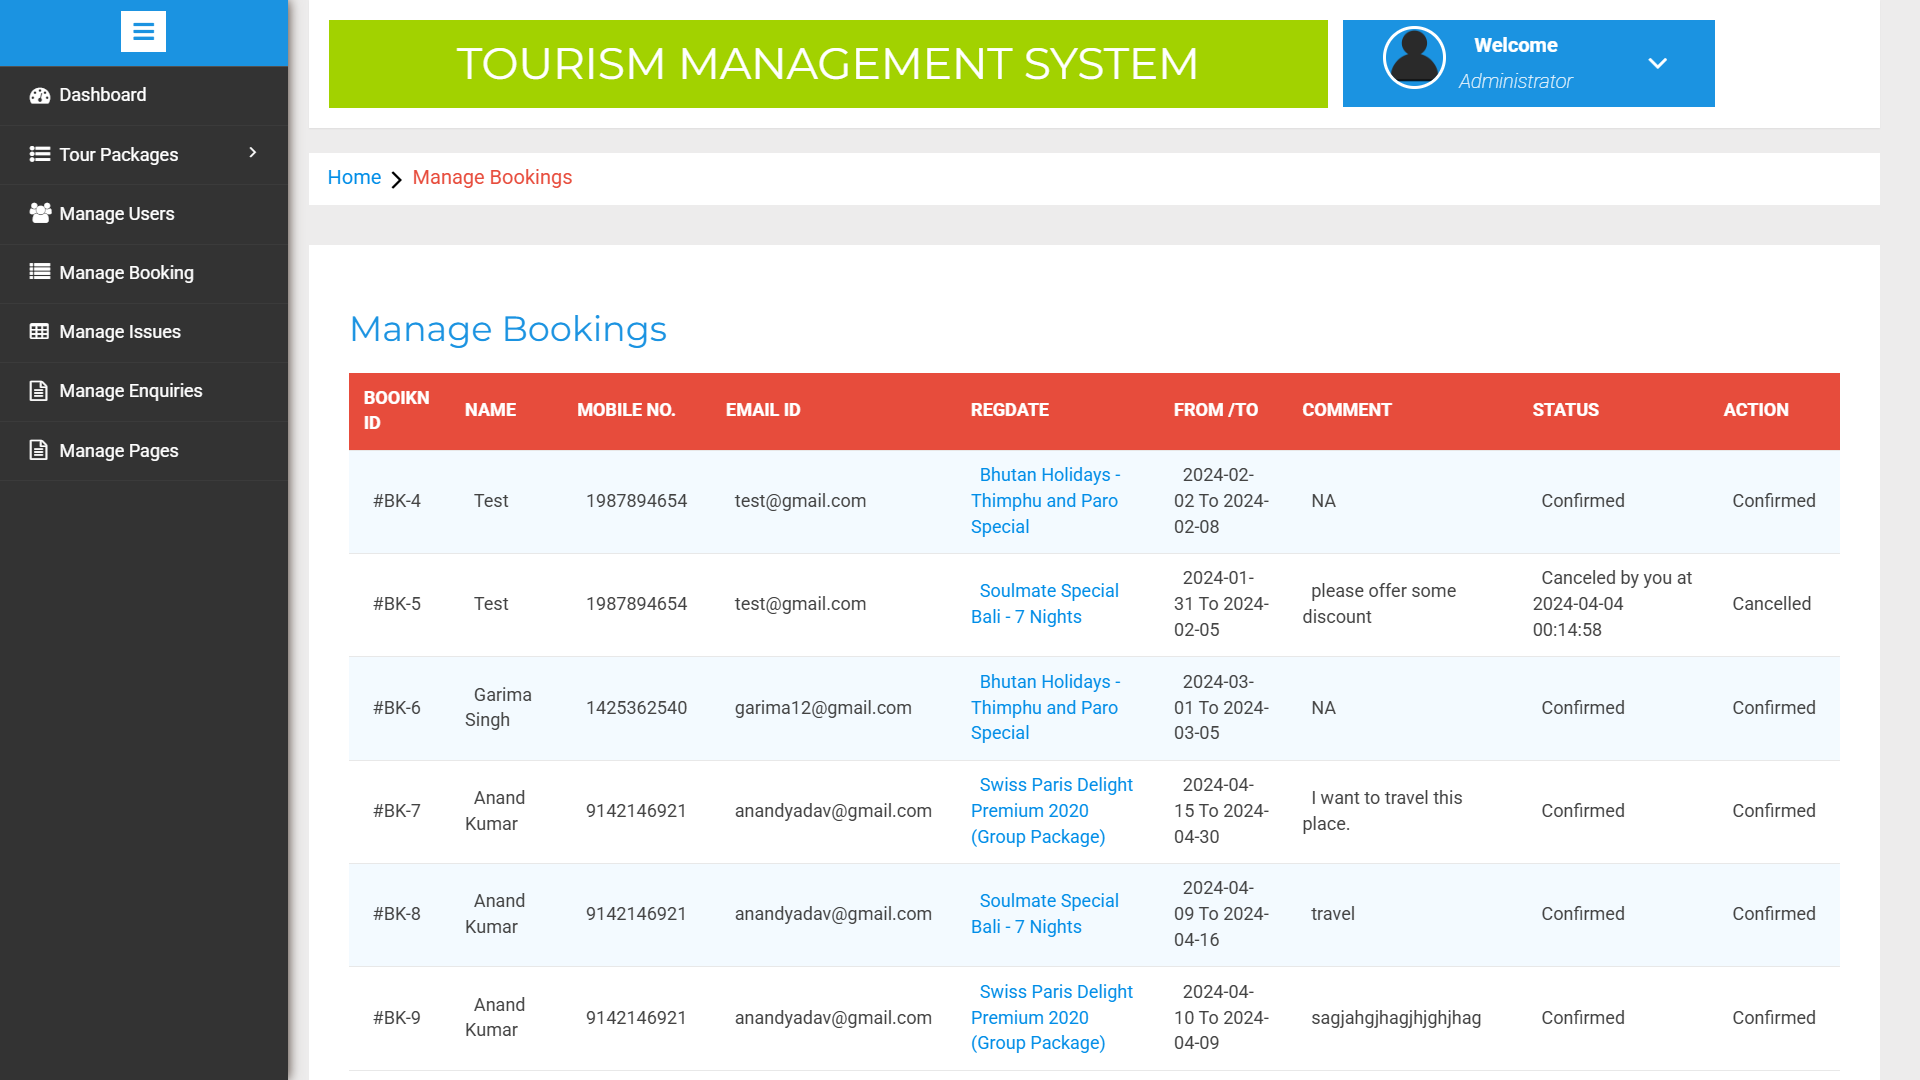 TOURISM MANAGEMENT SYSTEM
Welcome
Administrator
Dashboard
Tour Packages
Manage Users
Manage Booking
Manage Issues
Manage Enquiries
Manage Pages
Home > Manage Bookings
Manage Bookings
BOOIKN ID NAME MOBILE NO. EMAIL ID REGDATE FROM /TO COMMENT STATUS ACTION
#BK-4 Test 1987894654 test@gmail.com Bhutan Holidays - Thimphu and Paro Special 2024-02-02 To 2024-02-08 NA Confirmed Confirmed
#BK-5 Test 1987894654 test@gmail.com Soulmate Special Bali - 7 Nights 2024-01-31 To 2024-02-05 please offer some discount Canceled by you at 2024-04-04 00:14:58 Cancelled
#BK-6 Garima Singh 1425362540 garima12@gmail.com Bhutan Holidays - Thimphu and Paro Special 2024-03-01 To 2024-03-05 NA Confirmed Confirmed
#BK-7 Anand Kumar 9142146921 anandyadav@gmail.com Swiss Paris Delight Premium 2020 (Group Package) 2024-04-15 To 2024-04-30 I want to travel this place. Confirmed Confirmed
#BK-8 Anand Kumar 9142146921 anandyadav@gmail.com Soulmate Special Bali - 7 Nights 2024-04-09 To 2024-04-16 travel Confirmed Confirmed
#BK-9 Anand Kumar 9142146921 anandyadav@gmail.com Swiss Paris Delight Premium 2020 (Group Package) 2024-04-10 To 2024-04-09 sagjahgjhagjhjghjhag Confirmed Confirmed